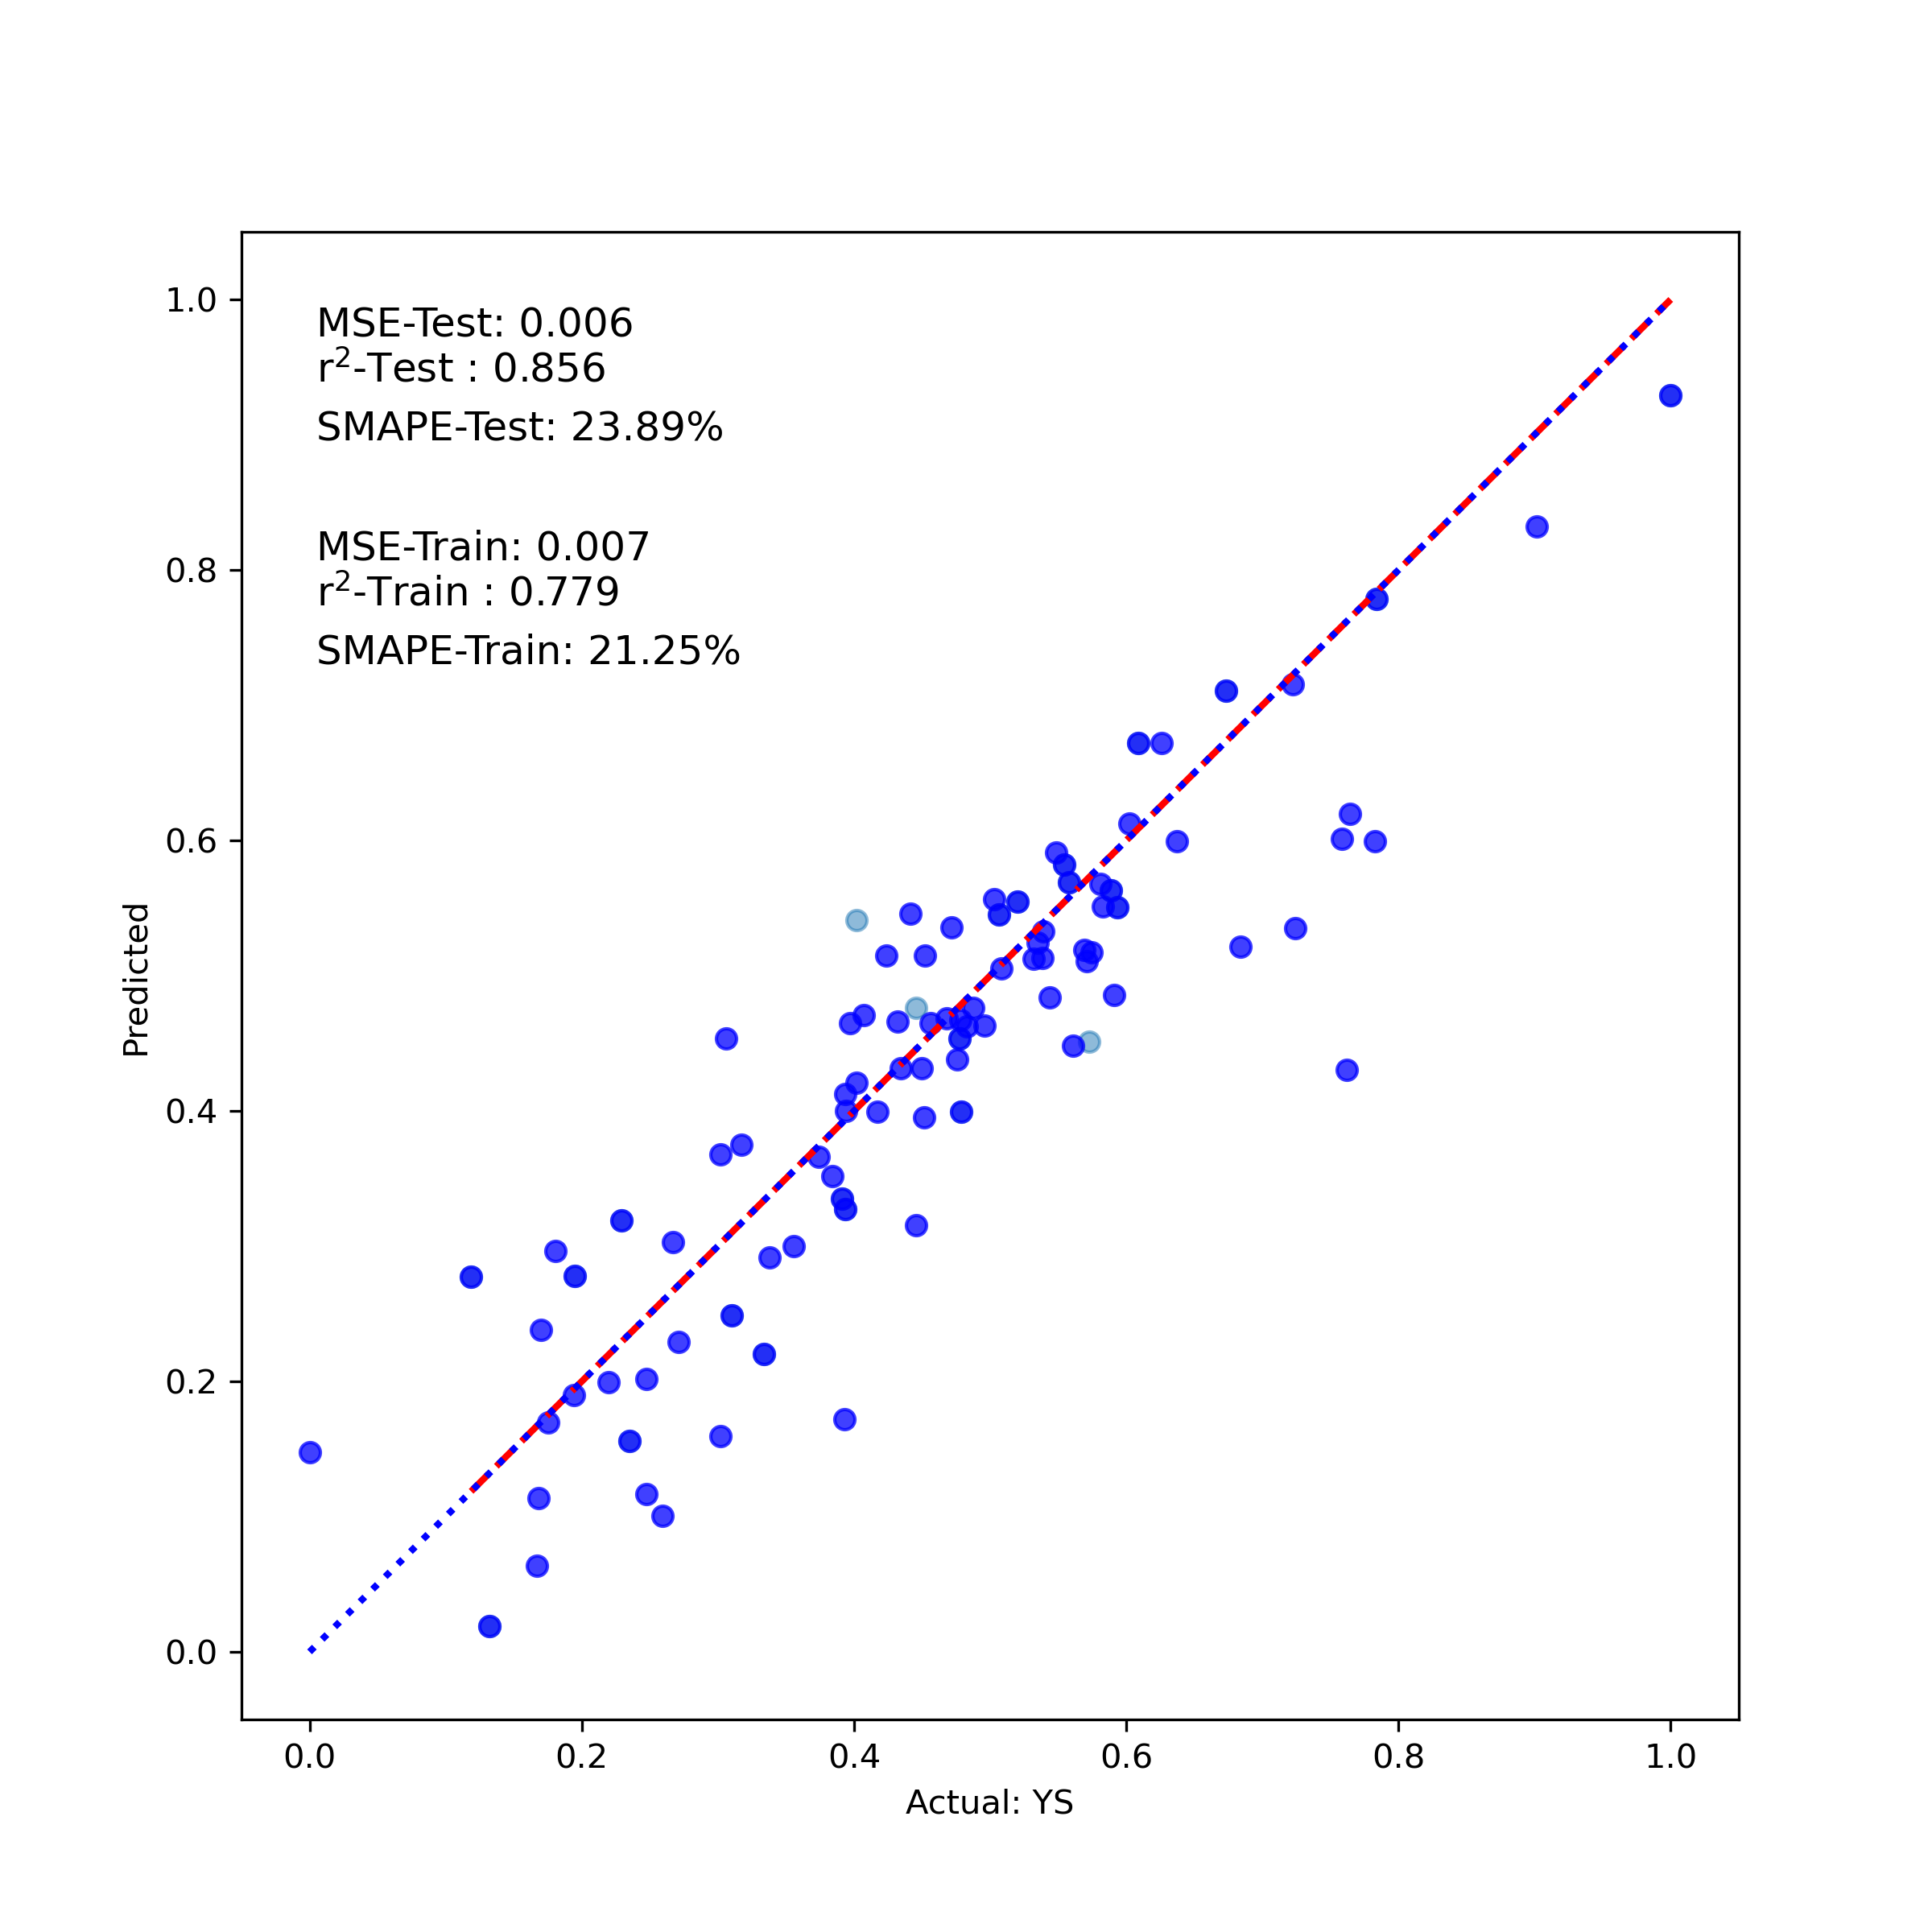 MSE-Test: 0.006
r²-Test : 0.856
SMAPE-Test: 23.89%
MSE-Train: 0.007
r²-Train : 0.779
SMAPE-Train: 21.25%
1.0
0.8
0.6
0.4
0.2
0.0
Predicted
0.0 0.2 0.4 0.6 0.8 1.0
Actual: YS